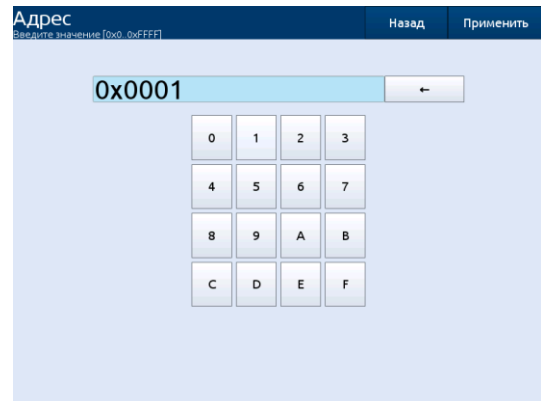 Адрес
Введите значение [0x0..0xFFFF]
Назад
Применить
0x0001
←
0 1 2 3
4 5 6 7
8 9 A B
C D E F